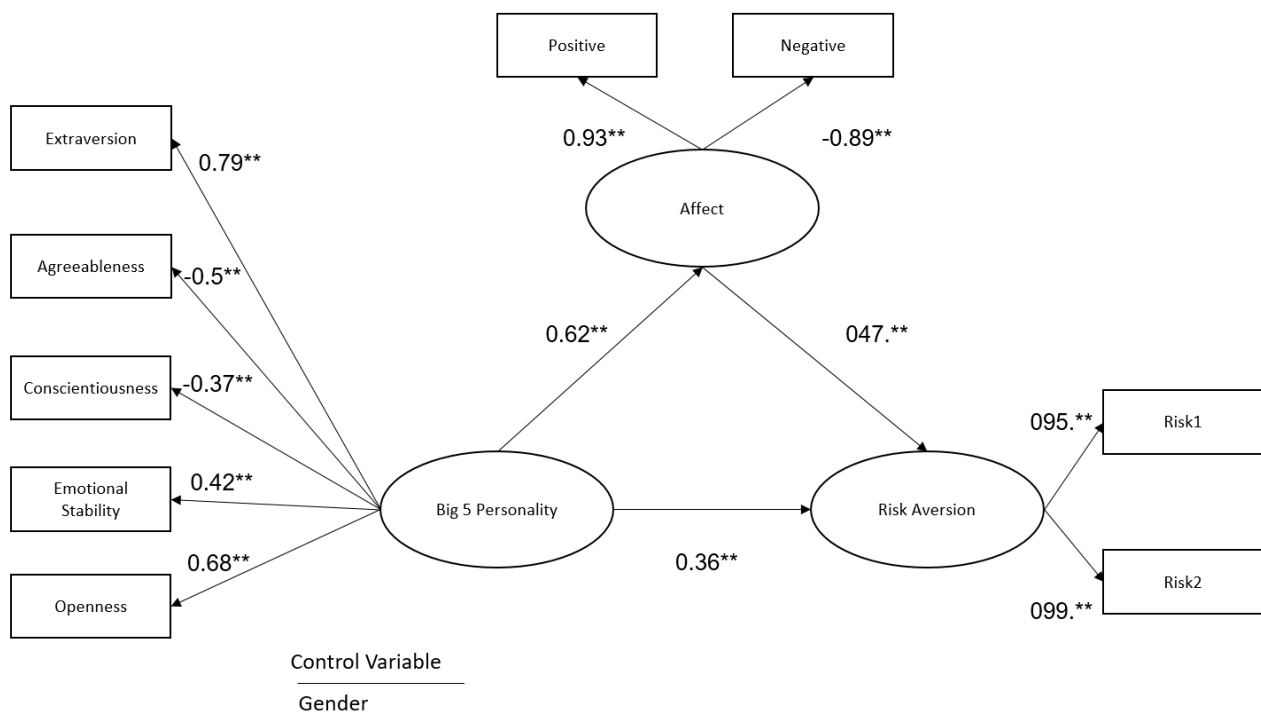 Positive
Negative
0.93**
-0.89**
Extraversion
0.79**
Affect
Agreeableness
-0.5**
0.62**
047.**
Conscientiousness
-0.37**
Emotional
Stability
0.42**
Big 5 Personality
Risk Aversion
095.**
Risk1
0.36**
Openness
0.68**
Risk2
099.**
Control Variable
Gender